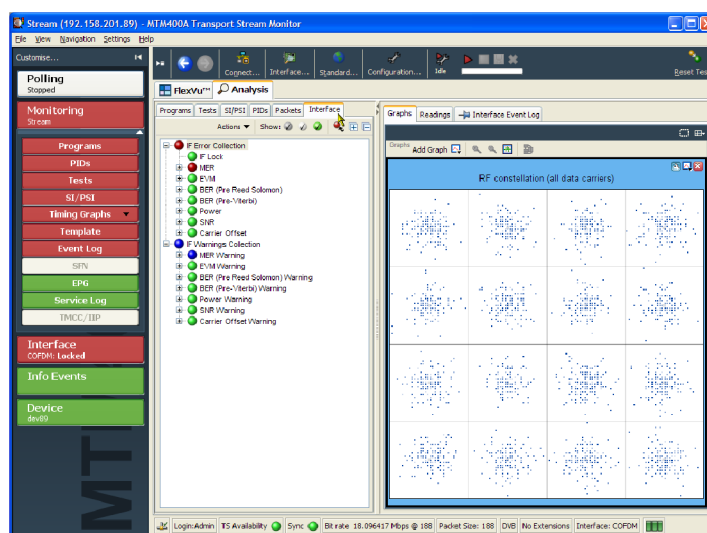 Stream (192.158.201.89) - MTM400A Transport Stream Monitor
File View Navigation Settings Help
Customise...
Connect... Interface... Standard... Configuration... Idle
Reset Tes
Polling
Stopped
FlexVu™ Analysis
Monitoring
Stream
Programs Tests SI/PSI PIDs Packets Interface
Graphs Readings Interface Event Log
Actions Show:
Programs
PIDs
Tests
SI/PSI
Timing Graphs
Template
Event Log
SFN
EPG
Service Log
TMCC/IIP
Interface
COFDM: Locked
Info Events
Device
dev89
MTM
IF Error Collection
IF Lock
MER
EVM
BER (Pre Reed Solomon)
BER (Pre-Viterbi)
Power
SNR
Carrier Offset
IF Warnings Collection
MER Warning
EVM Warning
BER (Pre Reed Solomon) Warning
BER (Pre-Viterbi) Warning
Power Warning
SNR Warning
Carrier Offset Warning
Graphs
Add Graph
RF constellation (all data carriers)
Login:Admin TS Availability Sync Bit rate 18.096417 Mbps @ 188 Packet Size: 188 DVB No Extensions Interface: COFDM